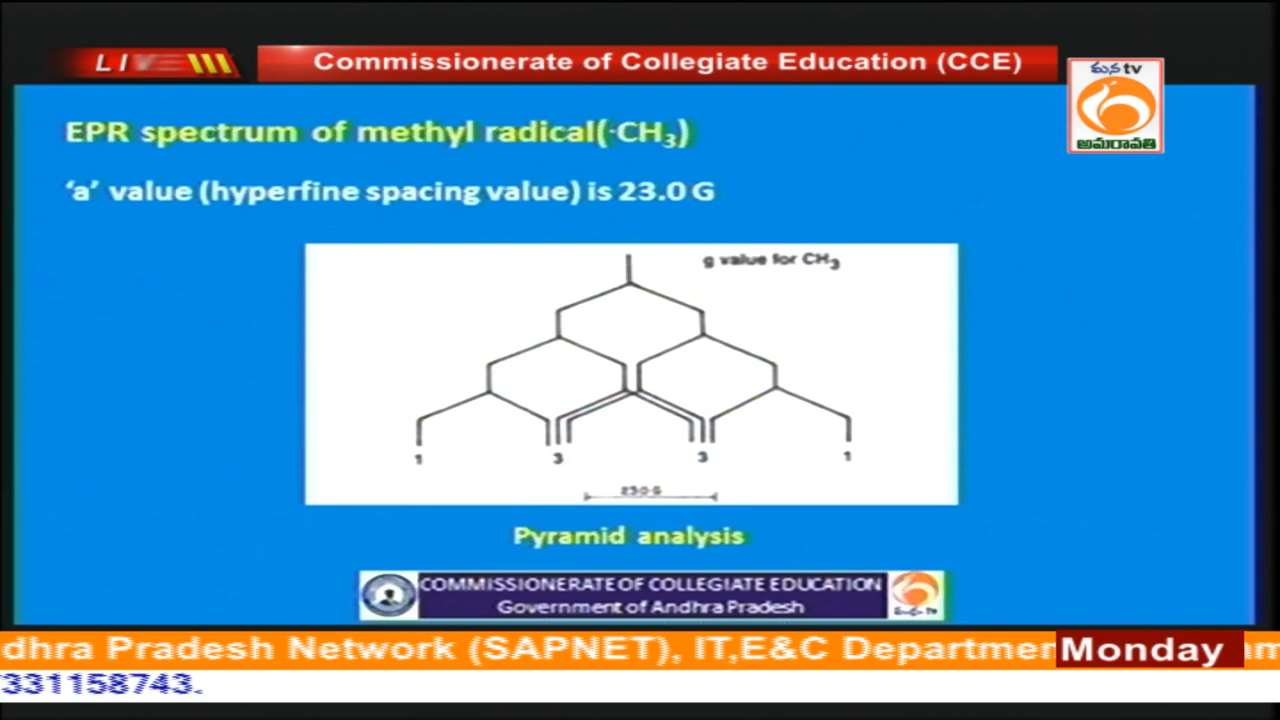 LIVE
Commissionerate of Collegiate Education (CCE)
మన tv
అమరావతి
EPR spectrum of methyl radical(·CH₃)
‘a’ value (hyperfine spacing value) is 23.0 G
g value for CH₃
1 3 3 1
23.0 G
Pyramid analysis
COMMISSIONERATE OF COLLEGIATE EDUCATION
Government of Andhra Pradesh
dhra Pradesh Network (SAPNET), IT,E&C Departmen
Monday
331158743.